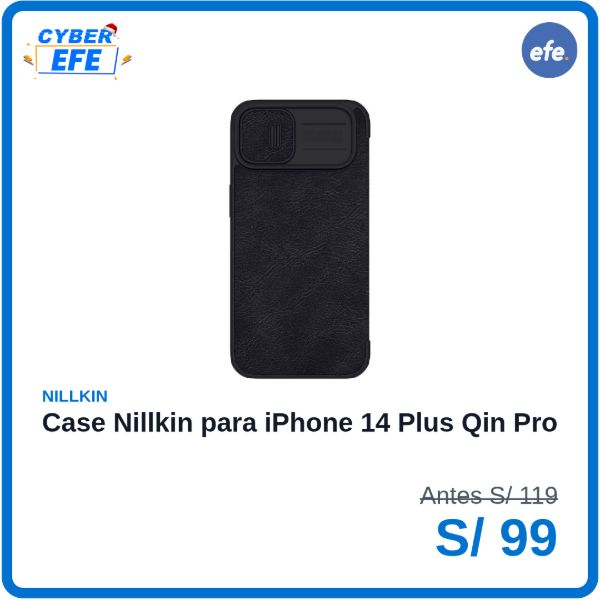 CYBER
EFE
efe.
NILLKIN
Case Nillkin para iPhone 14 Plus Qin Pro
Antes S/ 119
S/ 99